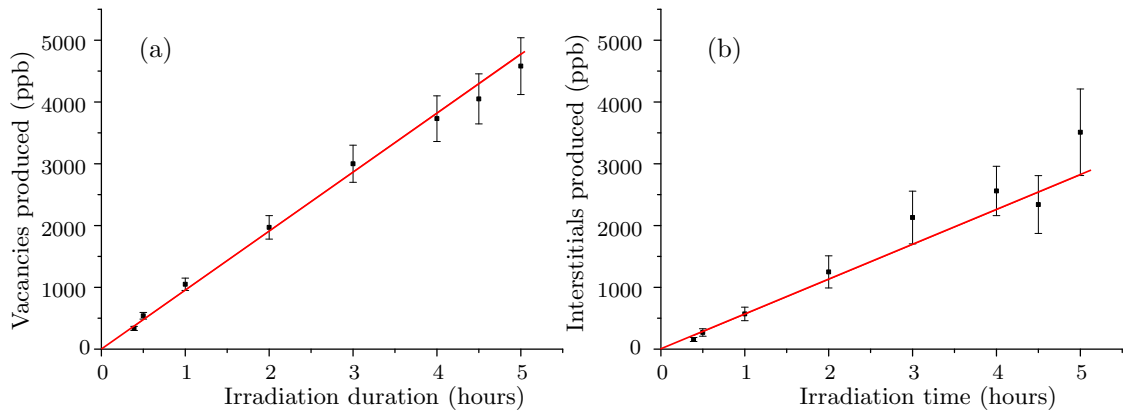 Vacancies produced (ppb)
5000
4000
3000
2000
1000
0
(a)
0 1 2 3 4 5
Irradiation duration (hours)
Interstitials produced (ppb)
5000
4000
3000
2000
1000
0
(b)
0 1 2 3 4 5
Irradiation time (hours)